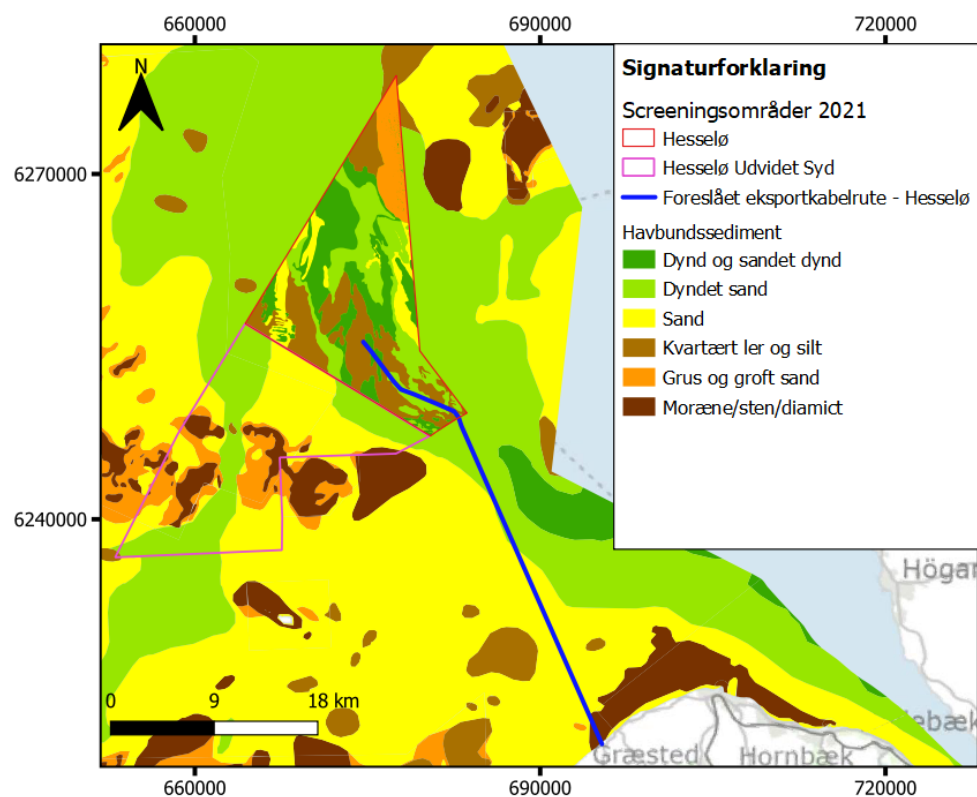 660000 690000 720000
N
Signaturforklaring
Screeningsområder 2021
Hesselø
Hesselø Udvidet Syd
Foreslået eksportkabelrute - Hesselø
Havbundssediment
Dynd og sandet dynd
Dyndet sand
Sand
Kvartært ler og silt
Grus og groft sand
Moræne/sten/diamict
6270000
6240000
Högan
0 9 18 km
ebæk
Græsted
Hornbæk
660000 690000 720000